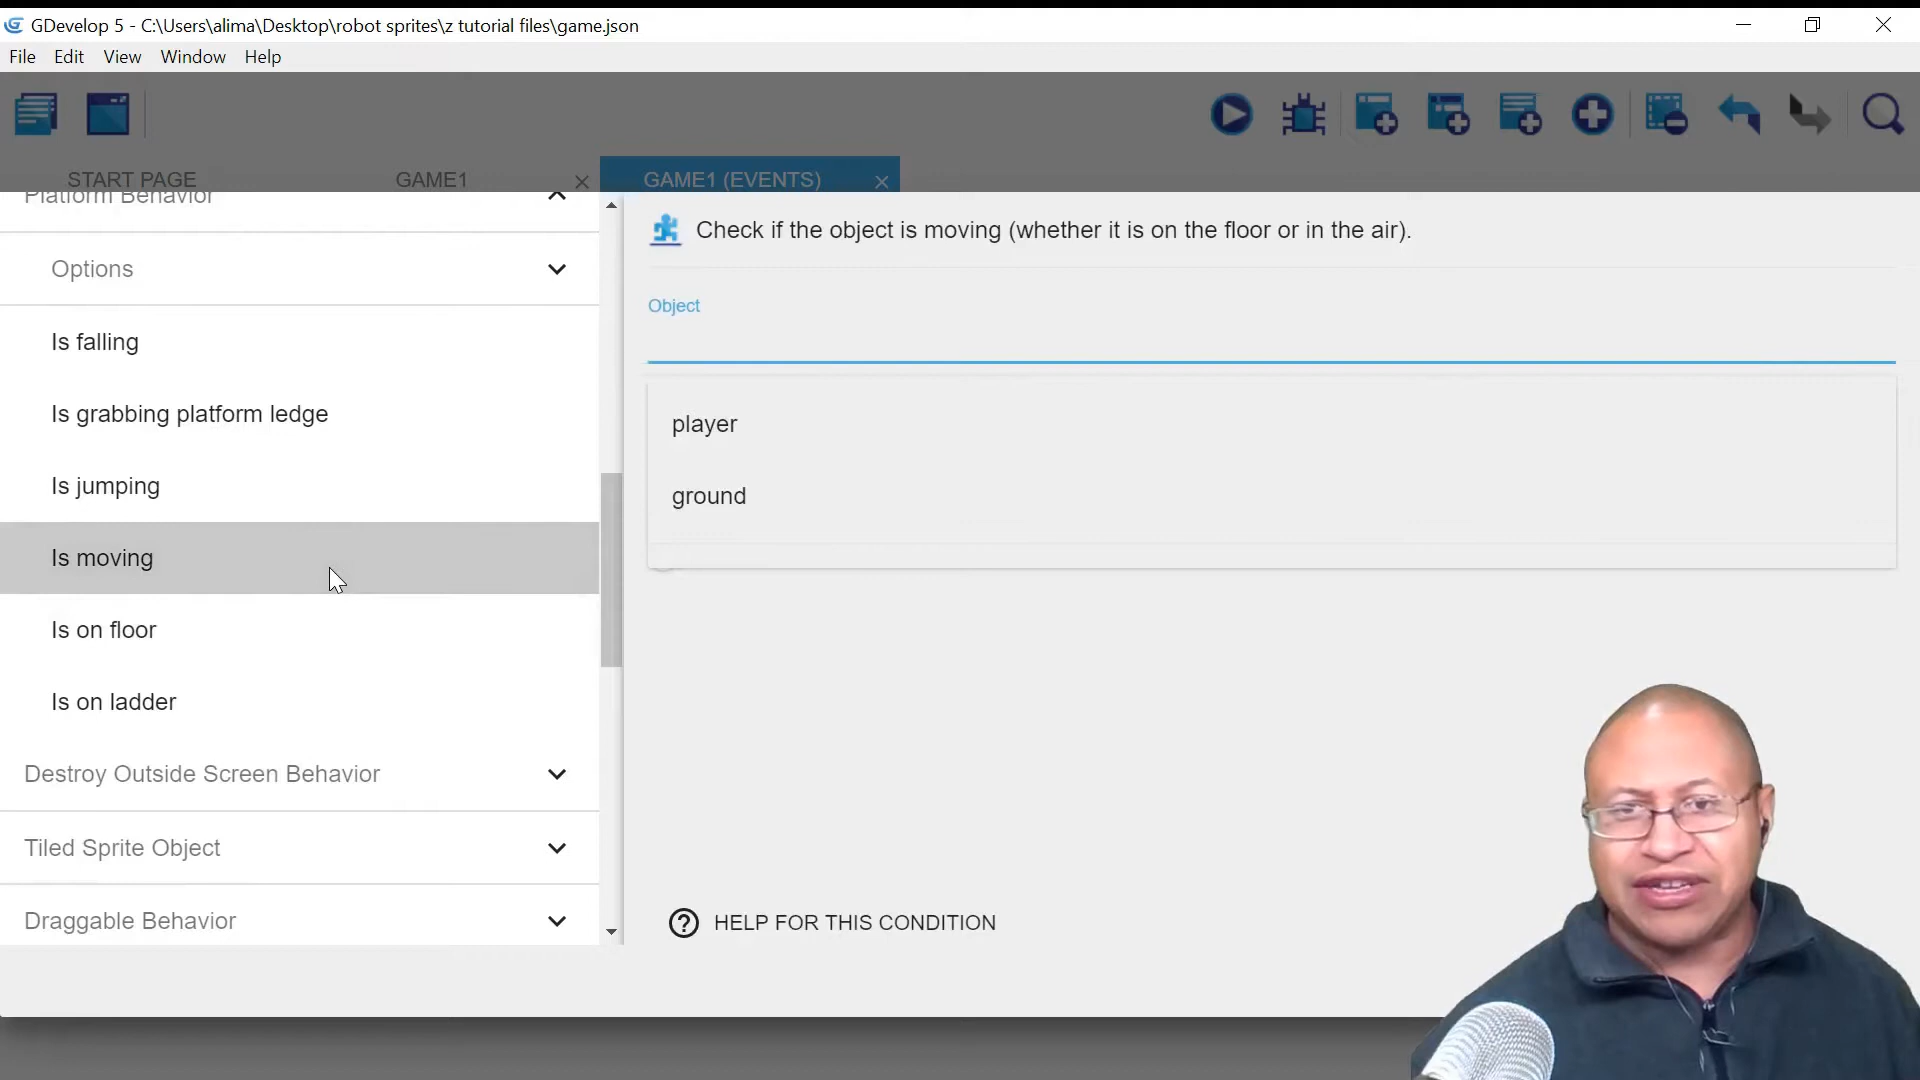 GDevelop 5 - C:\Users\alima\Desktop\robot sprites\z tutorial files\game.json
File Edit View Window Help
START PAGE
GAME1
GAME1 (EVENTS)
Platform Behavior
Options
Is falling
Is grabbing platform ledge
Is jumping
Is moving
Is on floor
Is on ladder
Destroy Outside Screen Behavior
Tiled Sprite Object
Draggable Behavior
Check if the object is moving (whether it is on the floor or in the air).
Object
player
ground
HELP FOR THIS CONDITION